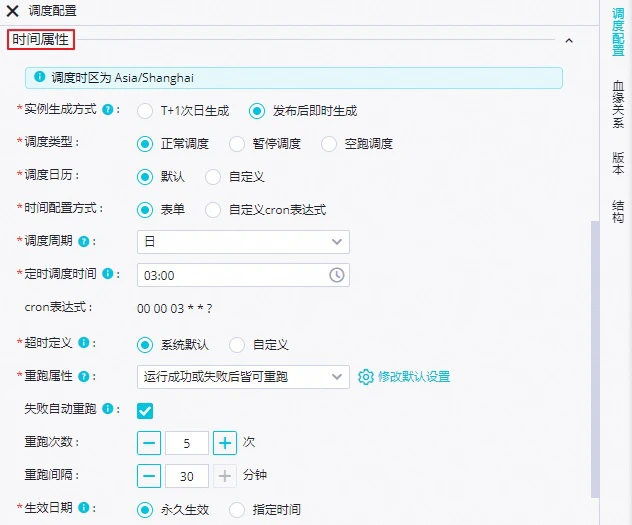 调度配置
时间属性
调度时区为 Asia/Shanghai
*实例生成方式 ? : T+1次日生成 发布后即时生成
*调度类型: 正常调度 暂停调度 空跑调度
*调度日历: 默认 自定义
*时间配置方式: 表单 自定义cron表达式
*调度周期 ? : 日
*定时调度时间 i : 03:00
cron表达式: 00 00 03 * * ?
*超时定义 i : 系统默认 自定义
*重跑属性 ? : 运行成功或失败后皆可重跑 修改默认设置
失败自动重跑 i :
重跑次数: − 5 + 次
重跑间隔: − 30 + 分钟
*生效日期 i : 永久生效 指定时间
调度配置
血缘关系
版本
结构